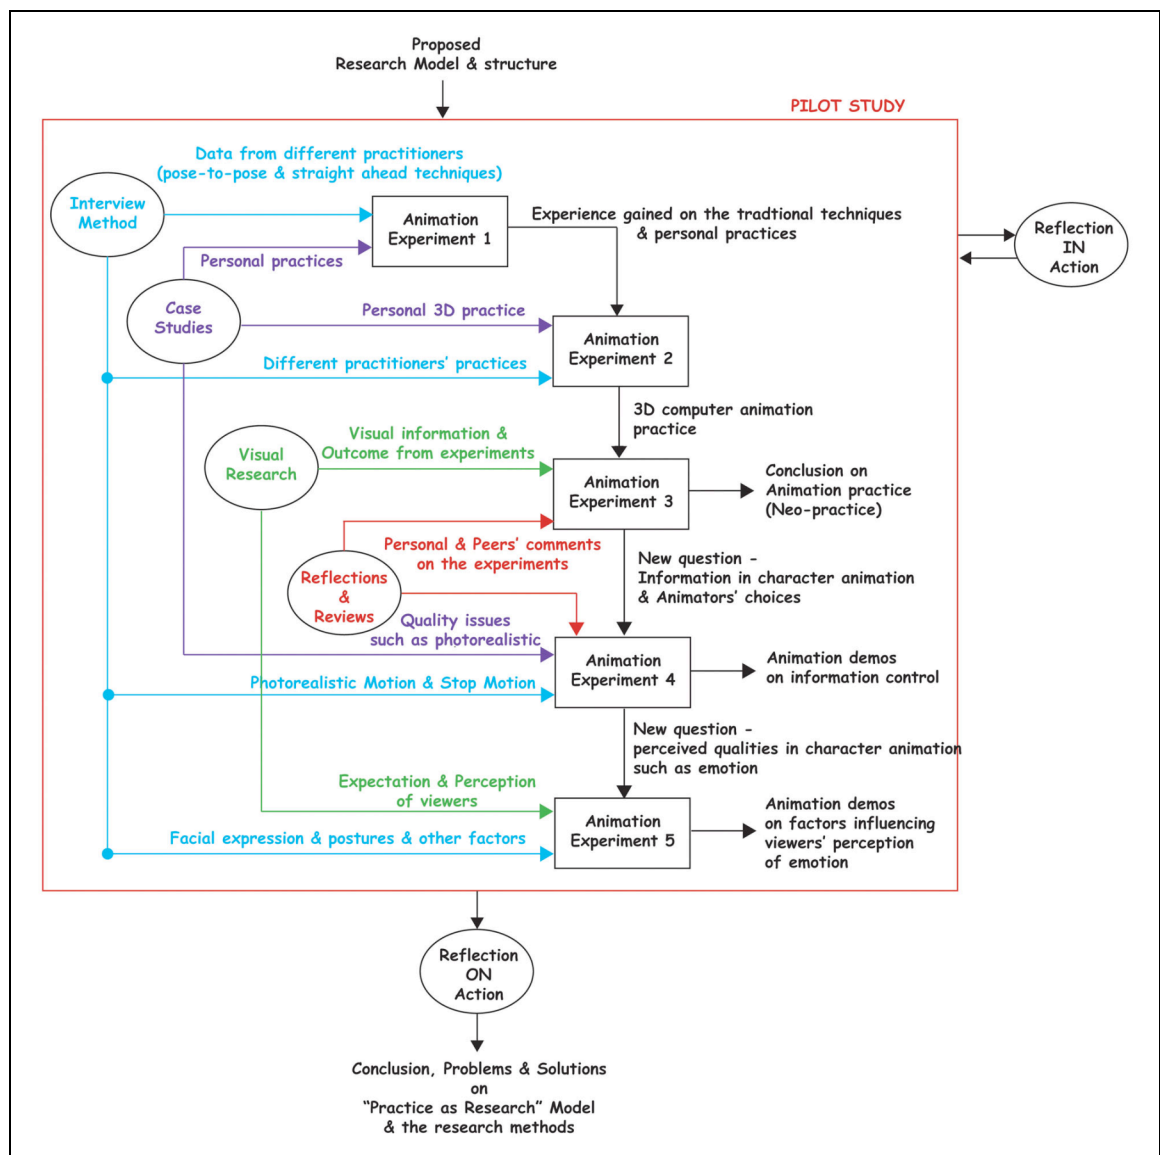 Proposed
Research Model & structure
PILOT STUDY
Data from different practitioners
(pose-to-pose & straight ahead techniques)
Interview
Method
Animation
Experiment 1
Experience gained on the tradtional techniques
& personal practices
Reflection
IN
Action
Personal practices
Case
Studies
Personal 3D practice
Animation
Experiment 2
Different practitioners' practices
3D computer animation
practice
Visual information &
Outcome from experiments
Visual
Research
Animation
Experiment 3
Conclusion on
Animation practice
(Neo-practice)
Personal & Peers' comments
on the experiments
New question -
Information in character animation
& Animators' choices
Reflections
&
Reviews
Quality issues
such as photorealistic
Animation
Experiment 4
Animation demos
on information control
Photorealistic Motion & Stop Motion
New question -
perceived qualities in character animation
such as emotion
Expectation & Perception
of viewers
Animation
Experiment 5
Animation demos
on factors influencing
viewers' perception
of emotion
Facial expression & postures & other factors
Reflection
ON
Action
Conclusion, Problems & Solutions
on
"Practice as Research" Model
& the research methods